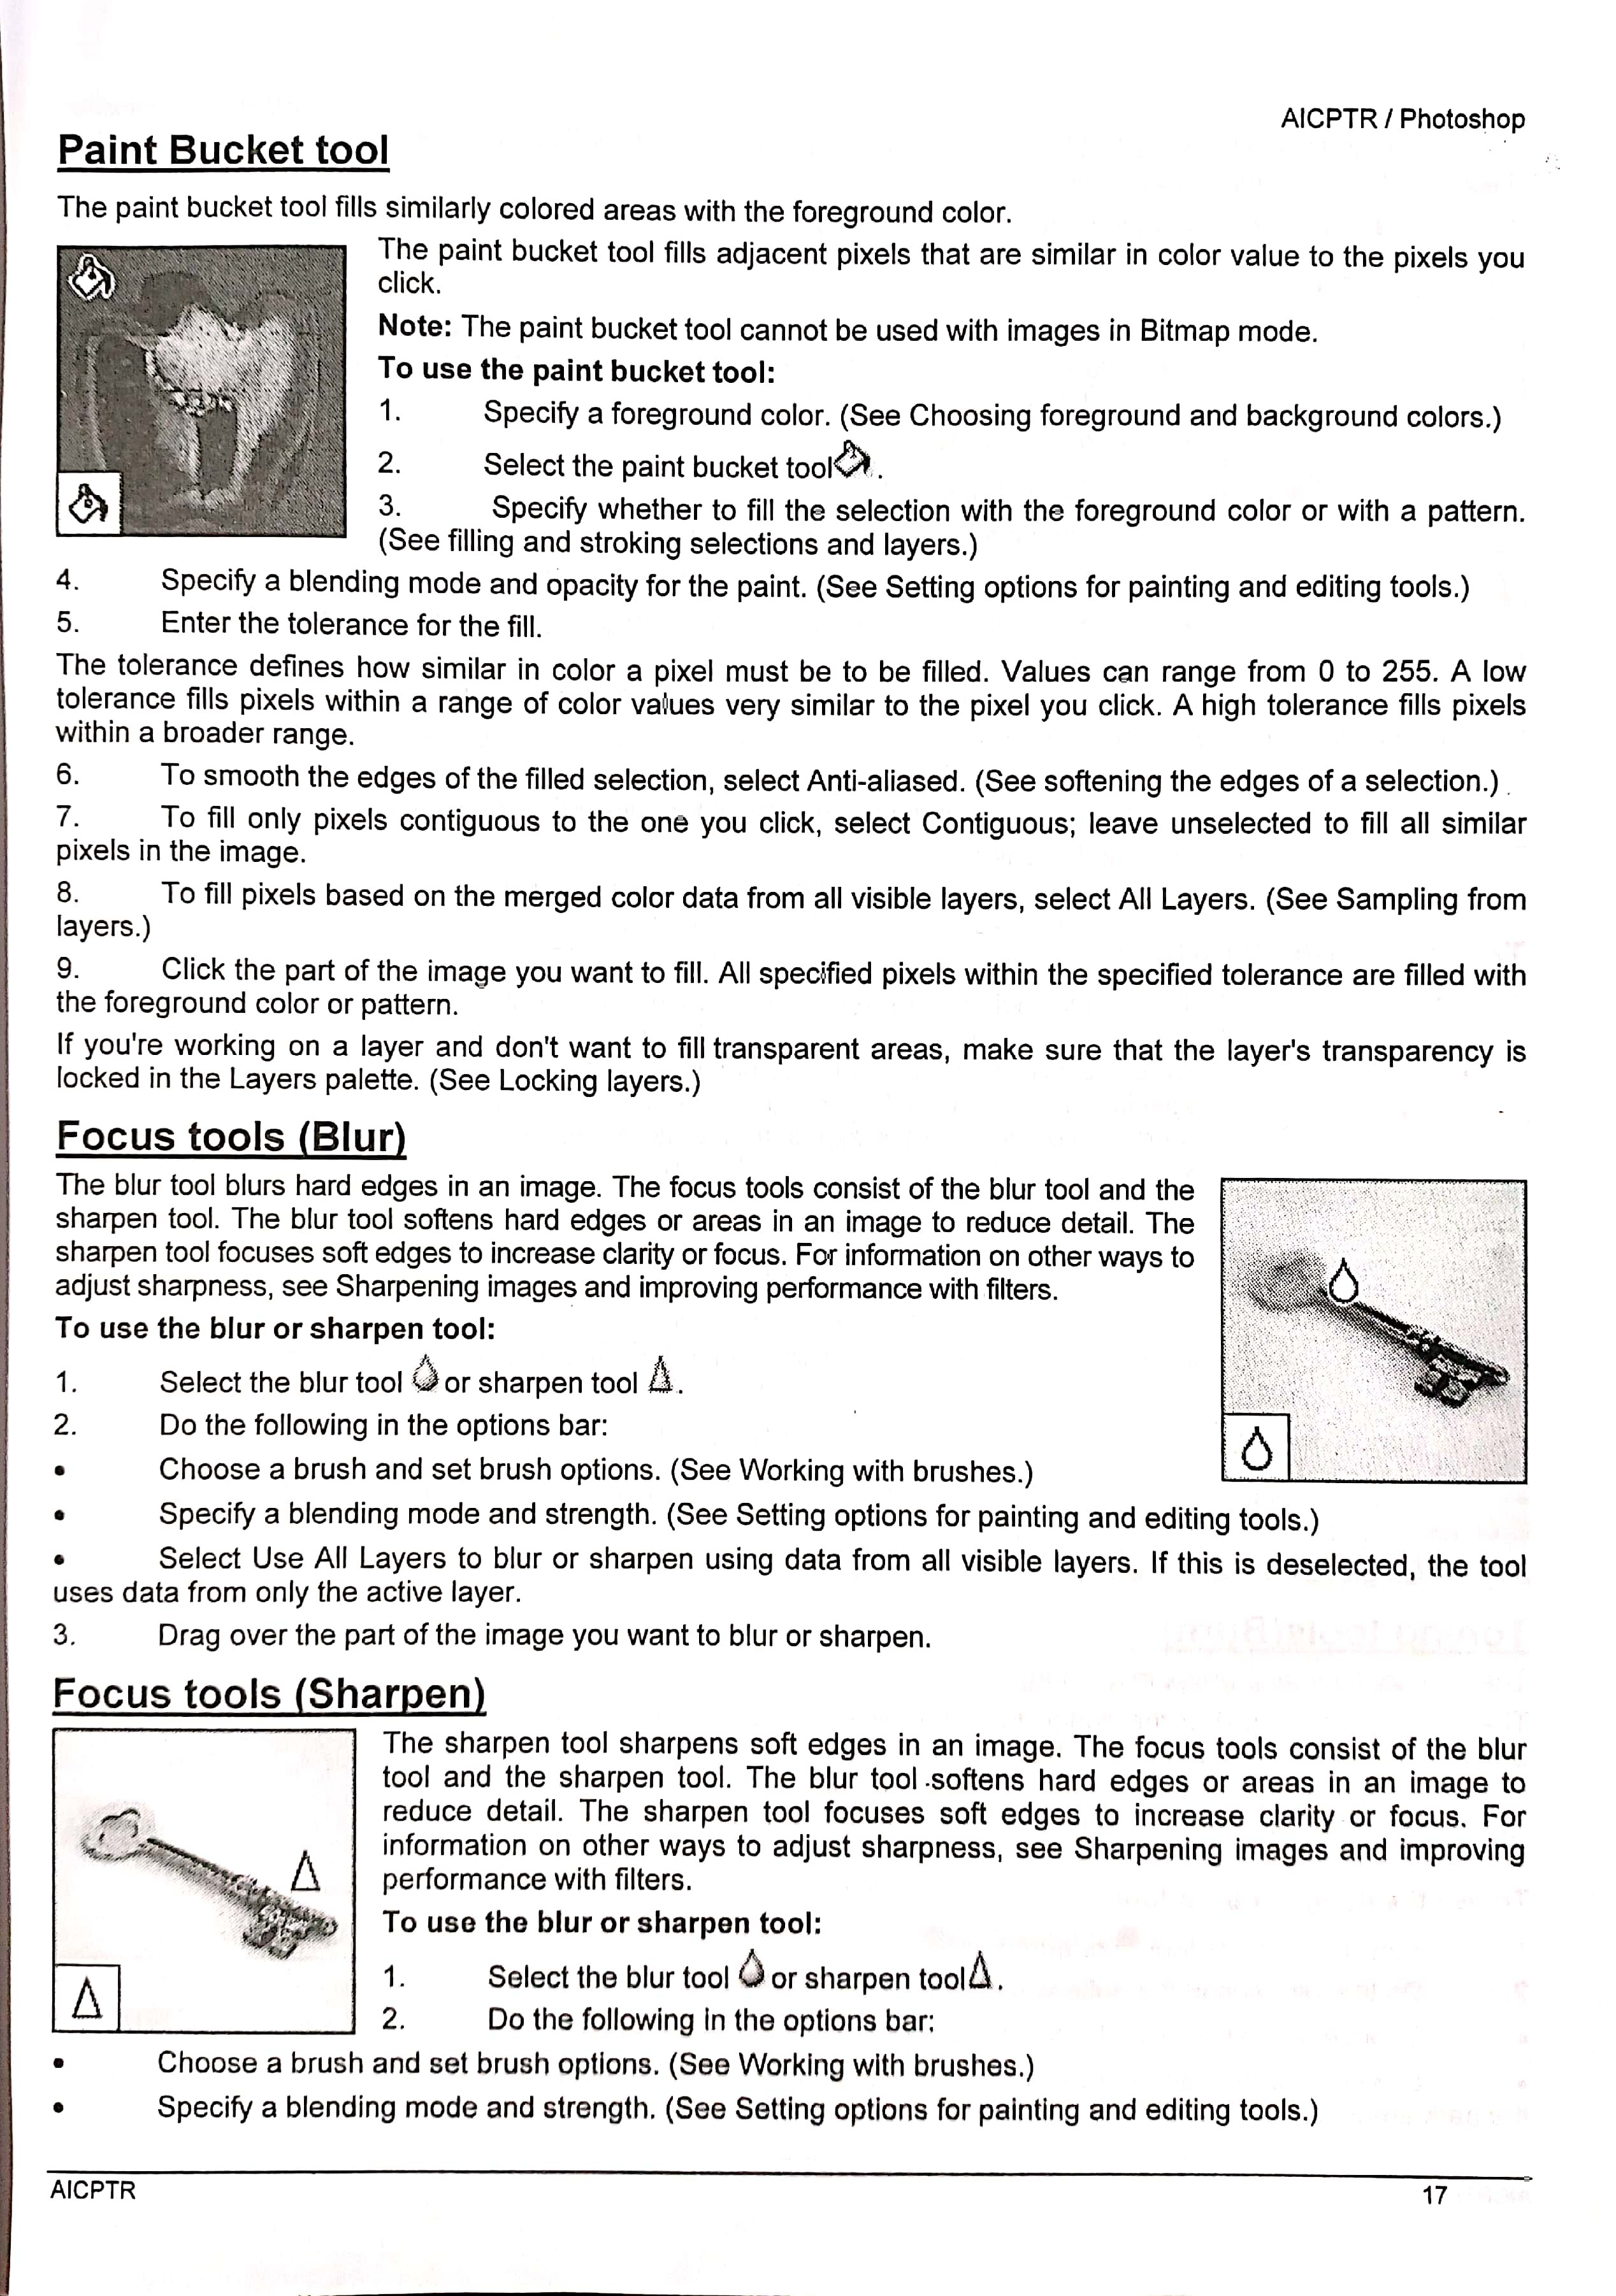 AICPTR / Photoshop
Paint Bucket tool
The paint bucket tool fills similarly colored areas with the foreground color.
The paint bucket tool fills adjacent pixels that are similar in color value to the pixels you
click.
Note: The paint bucket tool cannot be used with images in Bitmap mode.
To use the paint bucket tool:
1. Specify a foreground color. (See Choosing foreground and background colors.)
2. Select the paint bucket tool .
3. Specify whether to fill the selection with the foreground color or with a pattern.
(See filling and stroking selections and layers.)
4. Specify a blending mode and opacity for the paint. (See Setting options for painting and editing tools.)
5. Enter the tolerance for the fill.
The tolerance defines how similar in color a pixel must be to be filled. Values can range from 0 to 255. A low
tolerance fills pixels within a range of color values very similar to the pixel you click. A high tolerance fills pixels
within a broader range.
6. To smooth the edges of the filled selection, select Anti-aliased. (See softening the edges of a selection.)
7. To fill only pixels contiguous to the one you click, select Contiguous; leave unselected to fill all similar
pixels in the image.
8. To fill pixels based on the merged color data from all visible layers, select All Layers. (See Sampling from
layers.)
9. Click the part of the image you want to fill. All specified pixels within the specified tolerance are filled with
the foreground color or pattern.
If you're working on a layer and don't want to fill transparent areas, make sure that the layer's transparency is
locked in the Layers palette. (See Locking layers.)
Focus tools (Blur)
The blur tool blurs hard edges in an image. The focus tools consist of the blur tool and the
sharpen tool. The blur tool softens hard edges or areas in an image to reduce detail. The
sharpen tool focuses soft edges to increase clarity or focus. For information on other ways to
adjust sharpness, see Sharpening images and improving performance with filters.
To use the blur or sharpen tool:
1. Select the blur tool or sharpen tool .
2. Do the following in the options bar:
• Choose a brush and set brush options. (See Working with brushes.)
• Specify a blending mode and strength. (See Setting options for painting and editing tools.)
• Select Use All Layers to blur or sharpen using data from all visible layers. If this is deselected, the tool
uses data from only the active layer.
3. Drag over the part of the image you want to blur or sharpen.
Focus tools (Sharpen)
The sharpen tool sharpens soft edges in an image. The focus tools consist of the blur
tool and the sharpen tool. The blur tool softens hard edges or areas in an image to
reduce detail. The sharpen tool focuses soft edges to increase clarity or focus. For
information on other ways to adjust sharpness, see Sharpening images and improving
performance with filters.
To use the blur or sharpen tool:
1. Select the blur tool or sharpen tool .
2. Do the following in the options bar:
• Choose a brush and set brush options. (See Working with brushes.)
• Specify a blending mode and strength. (See Setting options for painting and editing tools.)
AICPTR 17